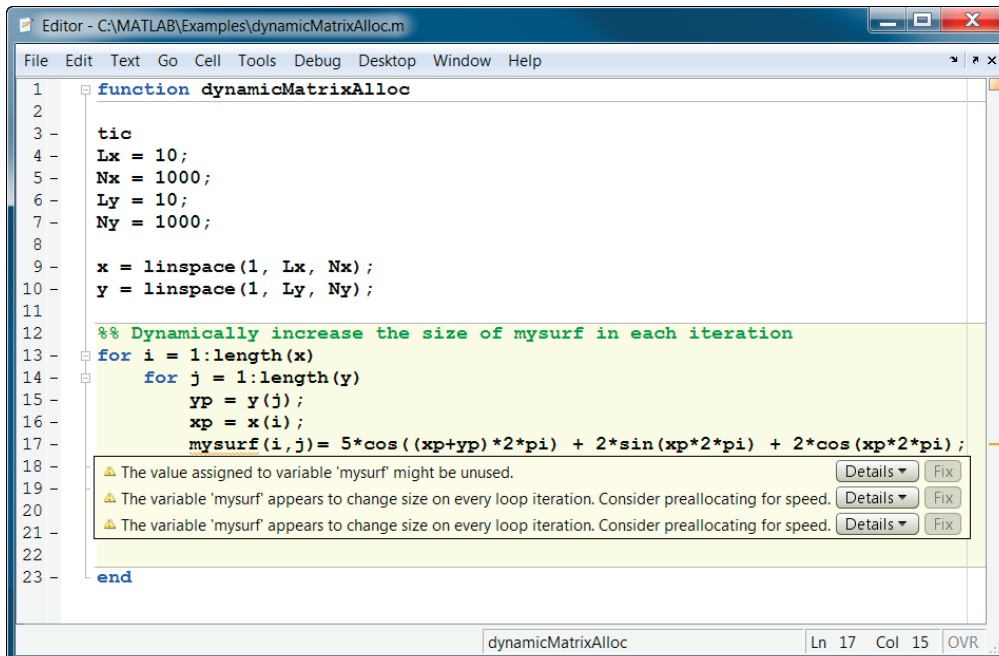 Editor - C:\MATLAB\Examples\dynamicMatrixAlloc.m
File Edit Text Go Cell Tools Debug Desktop Window Help
1 function dynamicMatrixAlloc
2
3 - tic
4 - Lx = 10;
5 - Nx = 1000;
6 - Ly = 10;
7 - Ny = 1000;
8
9 - x = linspace(1, Lx, Nx);
10 - y = linspace(1, Ly, Ny);
11
12 %% Dynamically increase the size of mysurf in each iteration
13 - for i = 1:length(x)
14 - for j = 1:length(y)
15 - yp = y(j);
16 - xp = x(i);
17 - mysurf(i,j)= 5*cos((xp+yp)*2*pi) + 2*sin(xp*2*pi) + 2*cos(xp*2*pi);
18 - The value assigned to variable 'mysurf' might be unused. Details Fix
19 - The variable 'mysurf' appears to change size on every loop iteration. Consider preallocating for speed. Details Fix
20
21 - The variable 'mysurf' appears to change size on every loop iteration. Consider preallocating for speed. Details Fix
22
23 - end
dynamicMatrixAlloc Ln 17 Col 15 OVR